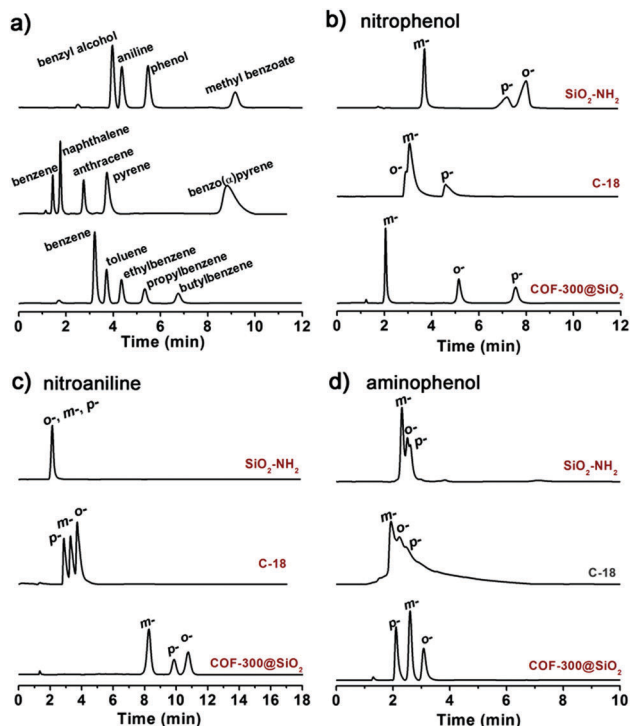 a)
benzyl alcohol
aniline
phenol
methyl benzoate
benzene
naphthalene
anthracene
pyrene
benzo(α)pyrene
benzene
toluene
ethylbenzene
propylbenzene
butylbenzene
0 2 4 6 8 10 12
Time (min)
b) nitrophenol
m-
p-
o-
SiO₂-NH₂
o-
m-
p-
C-18
m-
o-
p-
COF-300@SiO₂
0 2 4 6 8 10 12
Time (min)
c) nitroaniline
o-, m-, p-
SiO₂-NH₂
p-
m-
o-
C-18
m-
p-
o-
COF-300@SiO₂
0 2 4 6 8 10 12 14 16 18
Time (min)
d) aminophenol
m-
o-
p-
SiO₂-NH₂
m-
o-
p-
C-18
p-
m-
o-
COF-300@SiO₂
0 2 4 6 8 10
Time (min)